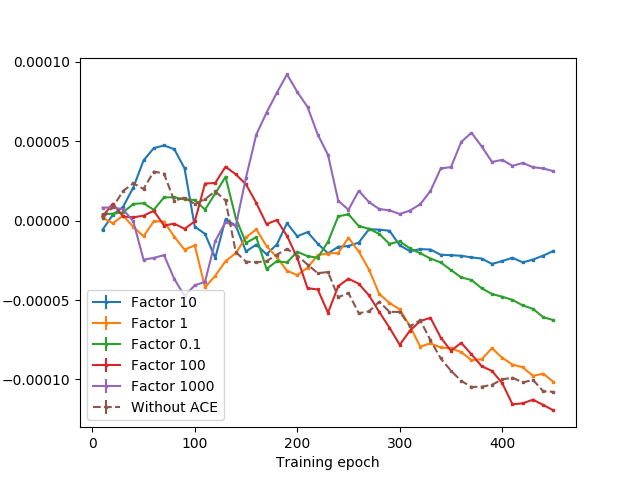 0.00010
0.00005
0.00000
−0.00005
−0.00010
Factor 10
Factor 1
Factor 0.1
Factor 100
Factor 1000
Without ACE
0 100 200 300 400
Training epoch